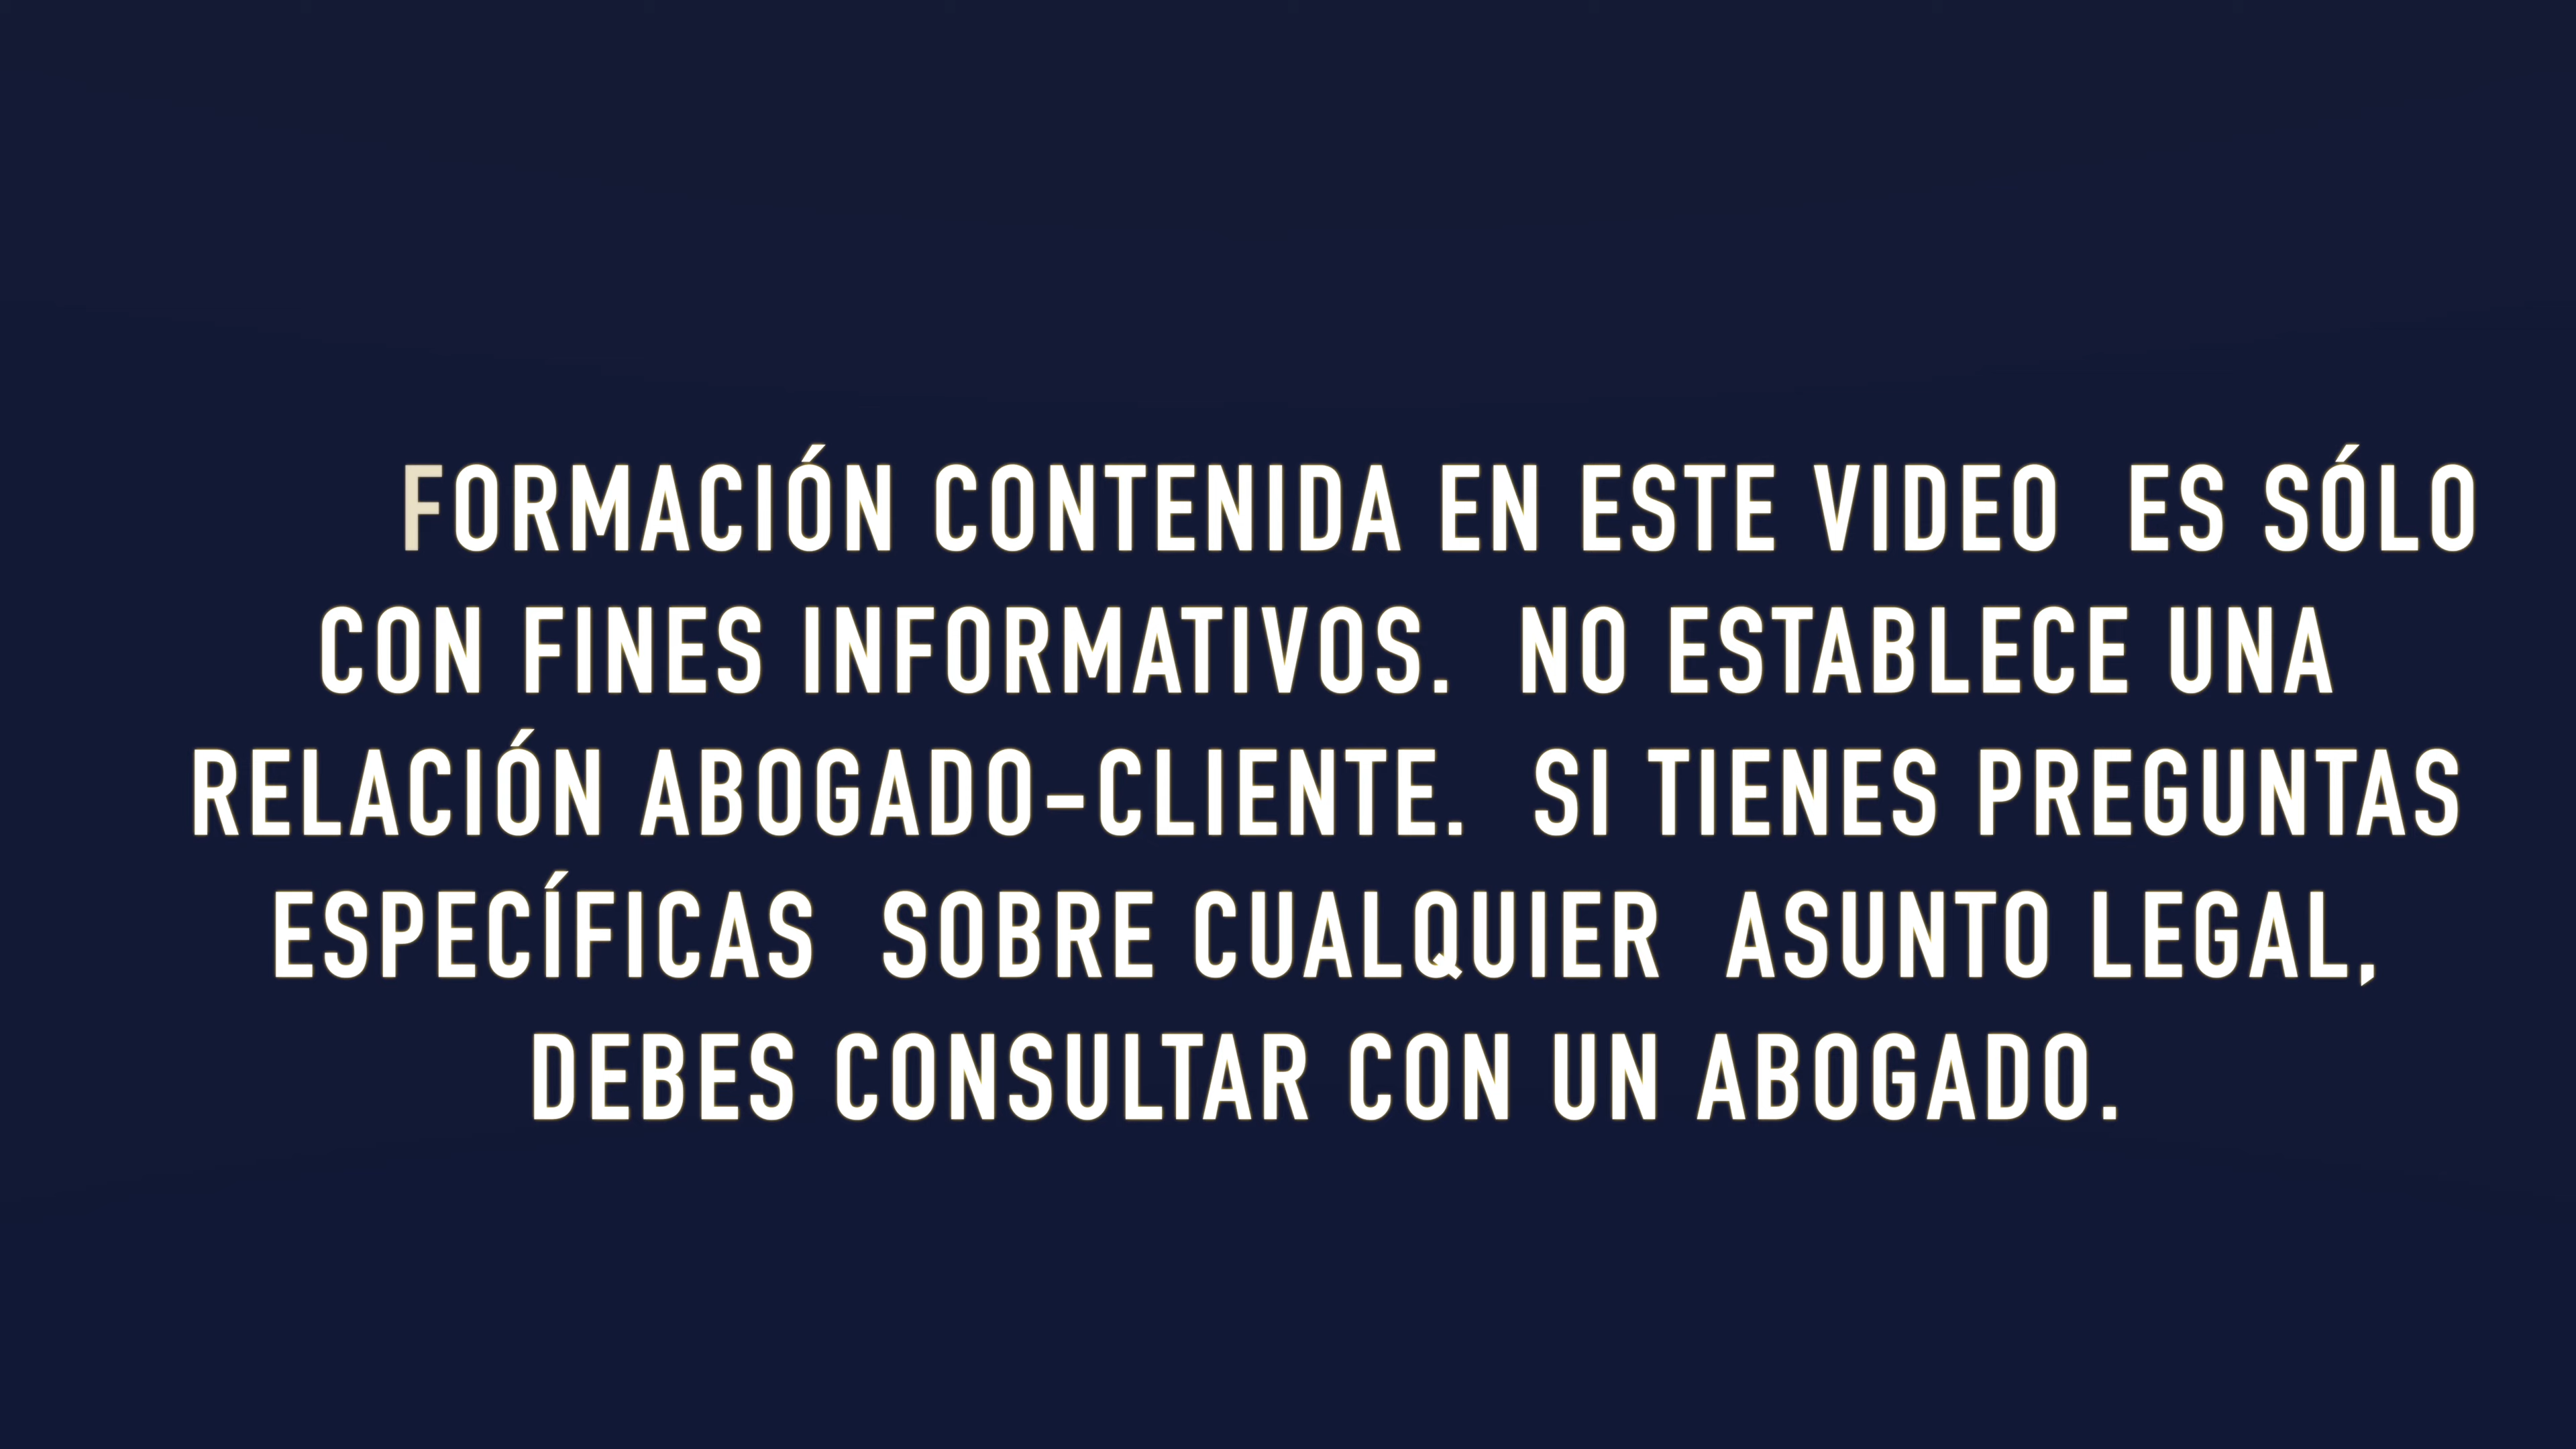 FORMACIÓN CONTENIDA EN ESTE VIDEO ES SÓLO
CON FINES INFORMATIVOS. NO ESTABLECE UNA
RELACIÓN ABOGADO-CLIENTE. SI TIENES PREGUNTAS
ESPECÍFICAS SOBRE CUALQUIER ASUNTO LEGAL,
DEBES CONSULTAR CON UN ABOGADO.